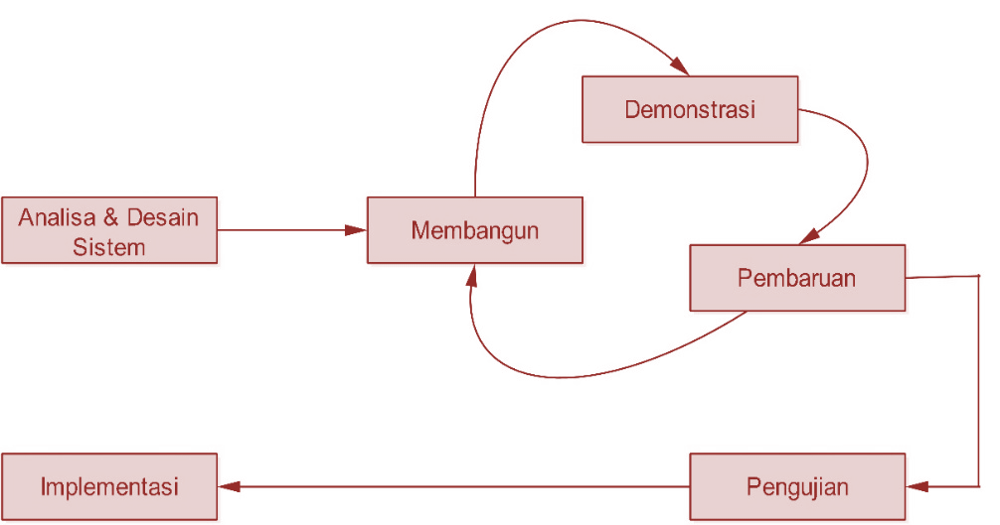 Demonstrasi
Analisa & Desain
Sistem
Membangun
Pembaruan
Implementasi
Pengujian